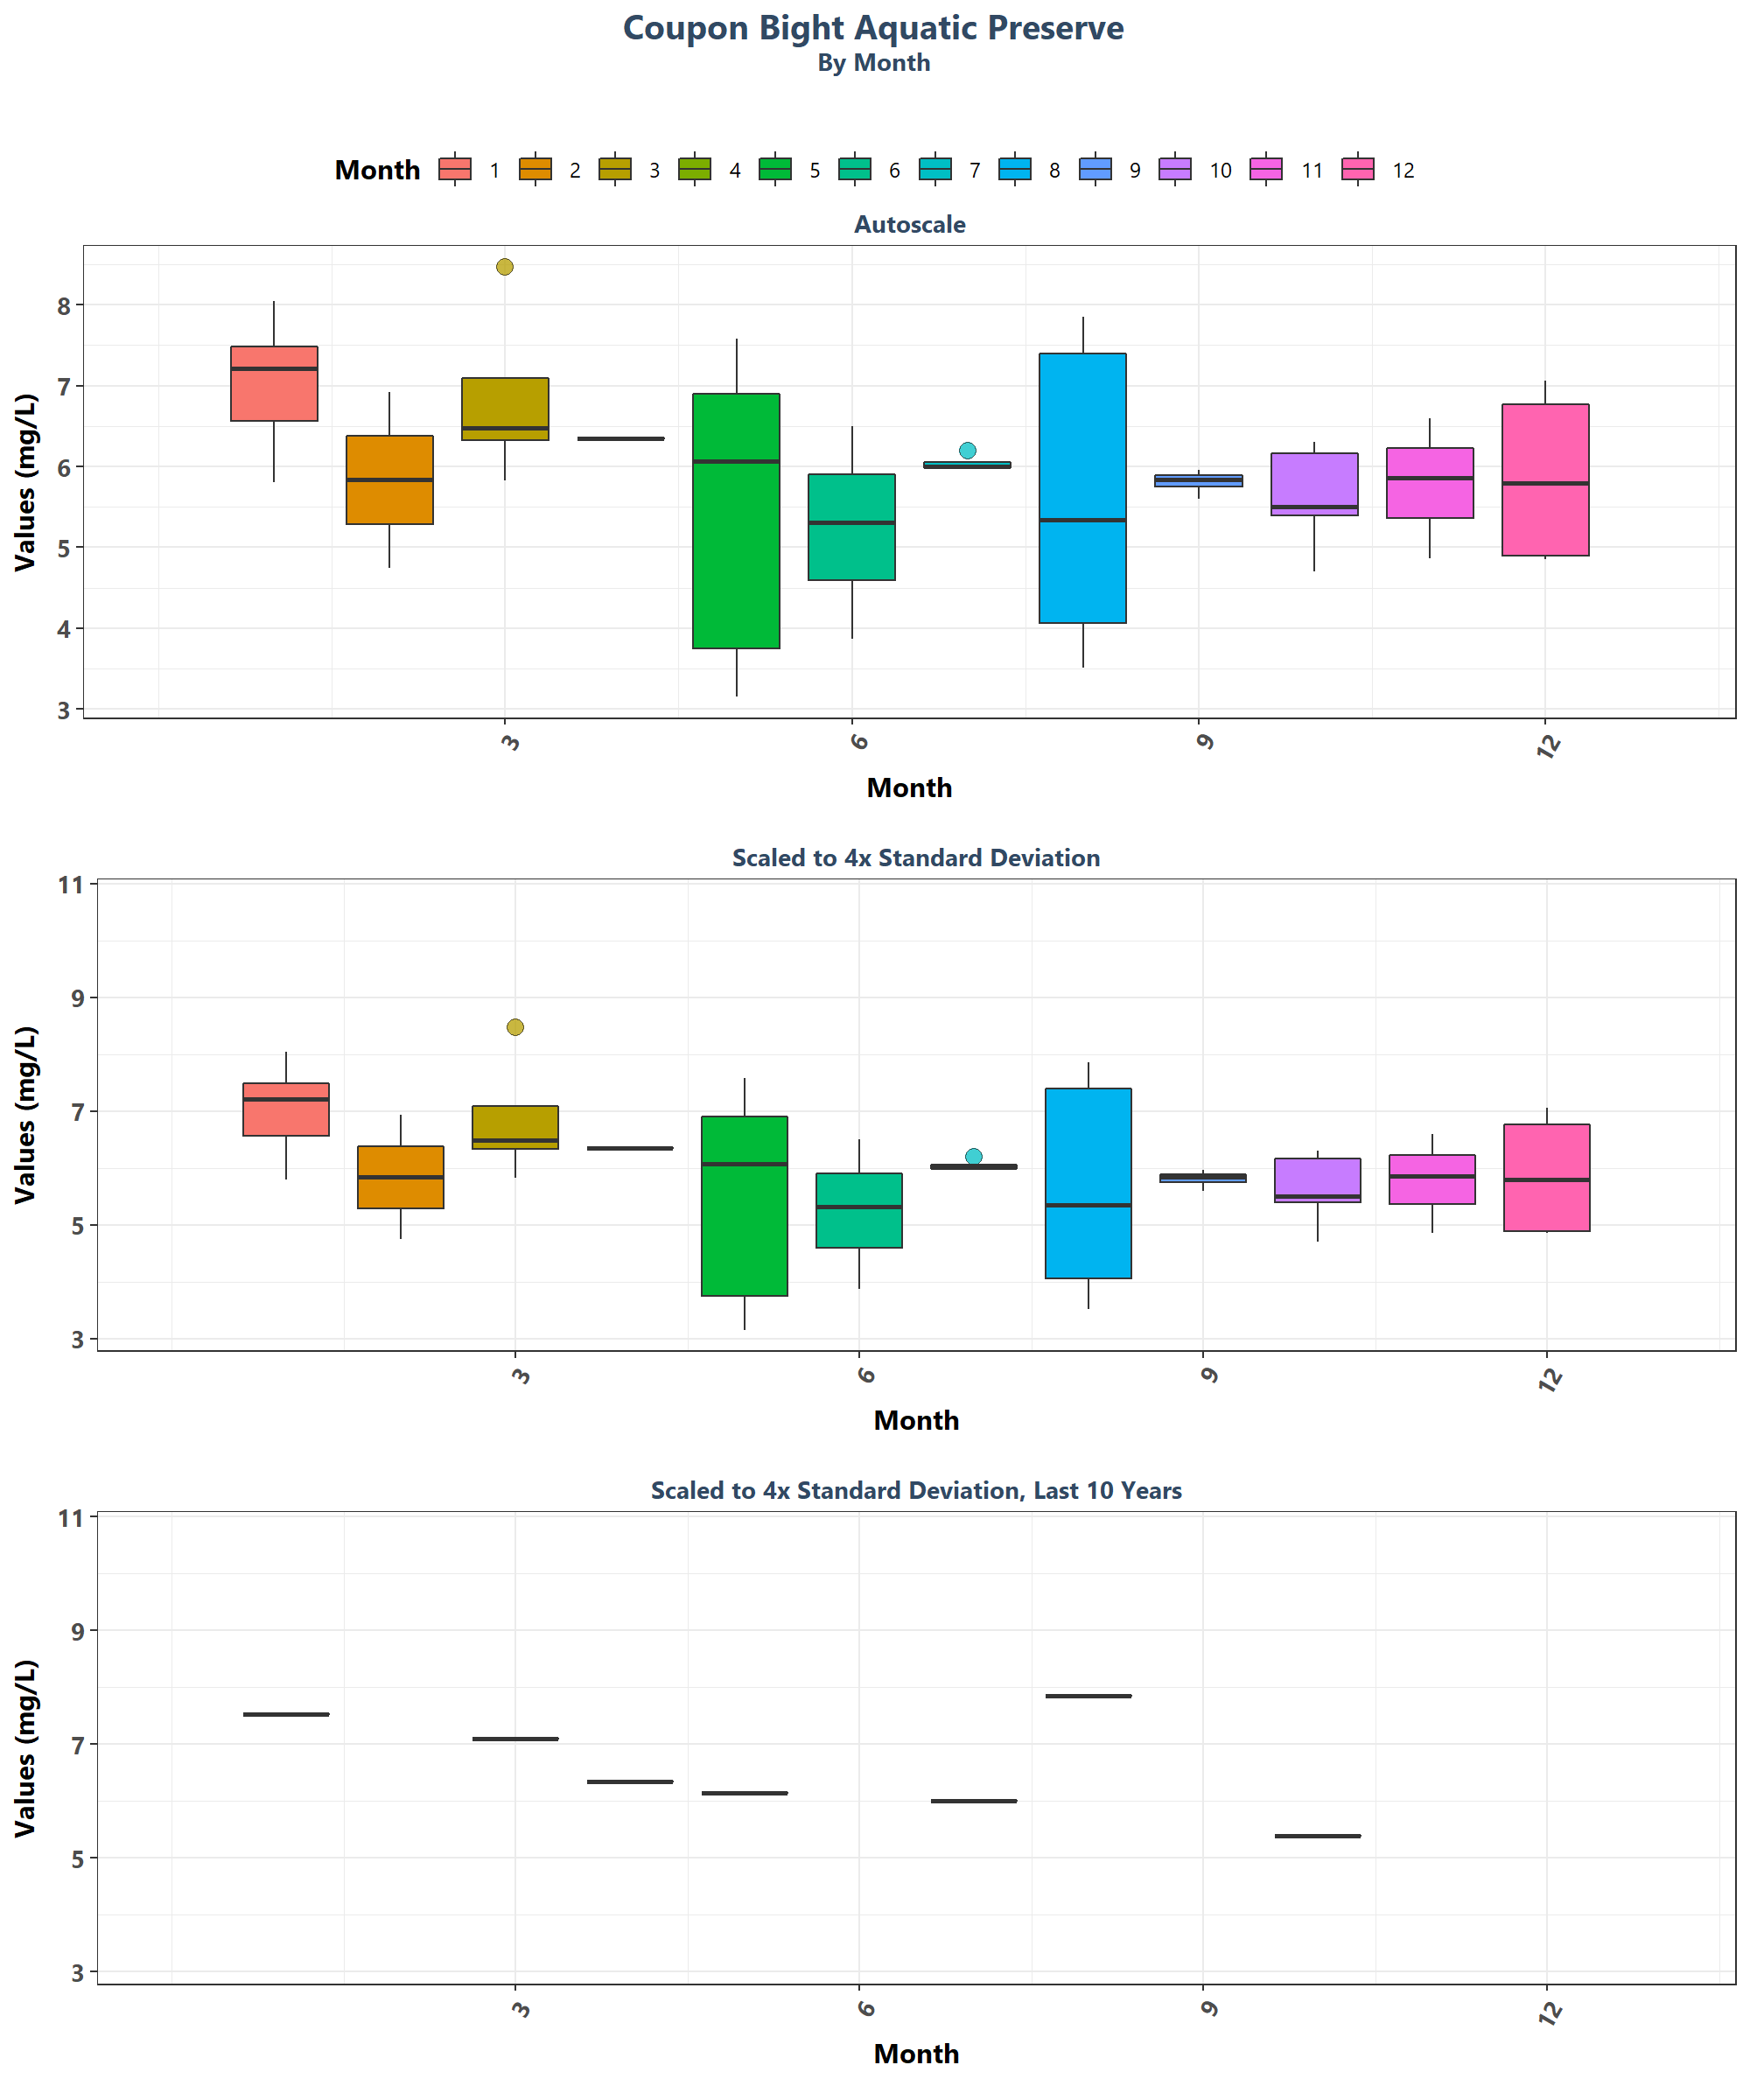 Coupon Bight Aquatic Preserve
By Month
Month 1 2 3 4 5 6 7 8 9 10 11 12
Autoscale
Values (mg/L)
8
7
6
5
4
3
3 6 9 12
Month
Scaled to 4x Standard Deviation
Values (mg/L)
11
9
7
5
3
3 6 9 12
Month
Scaled to 4x Standard Deviation, Last 10 Years
Values (mg/L)
11
9
7
5
3
3 6 9 12
Month